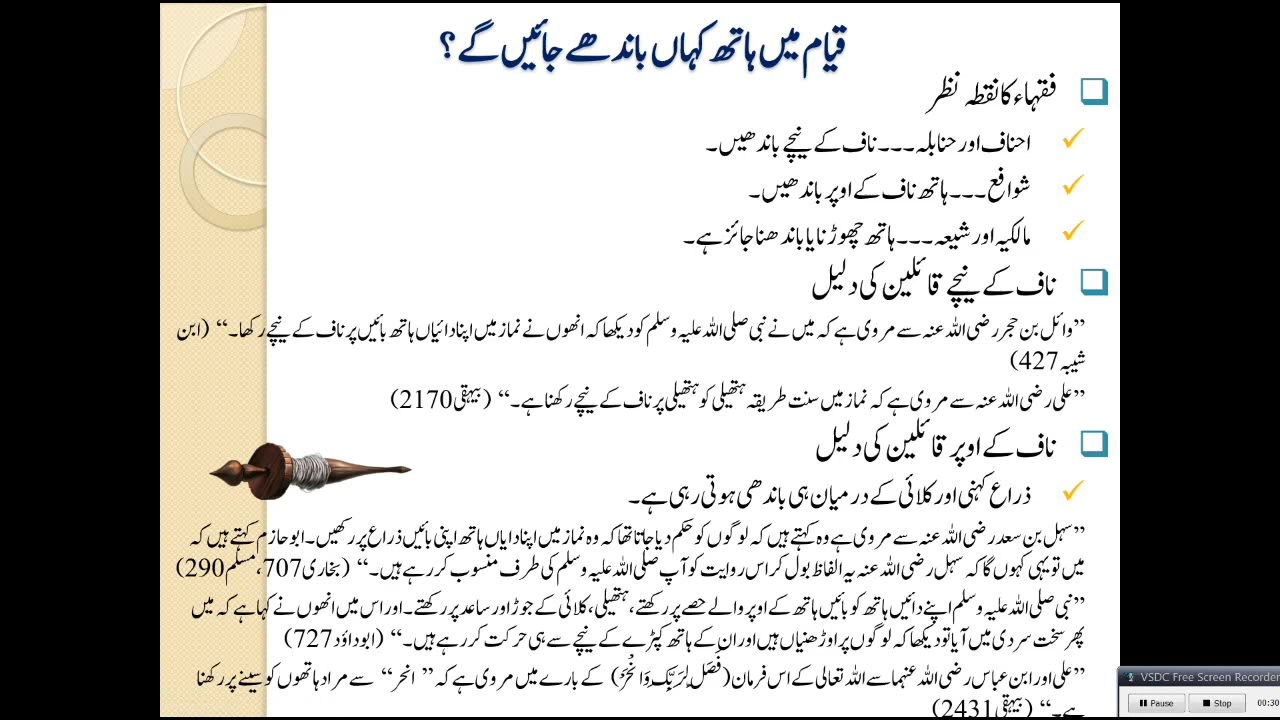 قیام میں ہاتھ کہاں باندھے جائیں گے؟
فقہاء کا نقطہ نظر
احناف اور حنابلہ۔۔۔ناف کے نیچے باندھیں۔
شوافع۔۔۔ہاتھ ناف کے اوپر باندھیں۔
مالکیہ اور شیعہ۔۔۔ہاتھ چھوڑنا یا باندھنا جائز ہے۔
ناف کے نیچے قائلین کی دلیل
”وائل بن حجر رضی اللہ عنہ سے مروی ہے کہ میں نے نبی صلی اللہ علیہ وسلم کو دیکھا کہ انھوں نے نماز میں اپنا دائیاں ہاتھ بائیں پر ناف کے نیچے رکھا۔“ (ابن
شیبہ 427)
”علی رضی اللہ عنہ سے مروی ہے کہ نماز میں سنت طریقہ ہتھیلی کو ہتھیلی پر ناف کے نیچے رکھنا ہے۔“ (بیہقی 2170)
ناف کے اوپر قائلین کی دلیل
ذراع کہنی اور کلائی کے درمیان ہی باندھی ہوتی رہی ہے۔
”سہل بن سعد رضی اللہ عنہ سے مروی ہے وہ کہتے ہیں کہ لوگوں کو حکم دیا جاتا تھا کہ وہ نماز میں اپنا دایاں ہاتھ اپنی بائیں ذراع پر رکھیں۔ ابو حازم کہتے ہیں کہ
میں تو یہی کہوں گا کہ سہل رضی اللہ عنہ یہ الفاظ بول کر اس روایت کو آپ صلی اللہ علیہ وسلم کی طرف منسوب کر رہے ہیں۔“ (بخاری 707، مسلم 290)
”نبی صلی اللہ علیہ وسلم اپنے دائیں ہاتھ کو بائیں ہاتھ کے اوپر والے حصے پر رکھتے، ہتھیلی، کلائی کے جوڑ اور ساعد پر رکھتے۔ اور اس میں انھوں نے کہا ہے کہ میں
پھر سخت سردی میں آیا تو دیکھا کہ لوگوں پر اوڑھنیاں ہیں اور ان کے ہاتھ کپڑے کے نیچے سے ہی حرکت کر رہے ہیں۔“ (ابوداؤد 727)
”علی اور ابن عباس رضی اللہ عنہما سے اللہ تعالی کے اس فرمان (فَصَلِّ لِرَبِّكَ وَانْحَرْ) کے بارے میں مروی ہے کہ ”انحر“ سے مراد ہاتھوں کو سینے پر رکھنا
ہے۔“ (بیہقی 2431)
VSDC Free Screen Recorder
Pause Stop 00:30